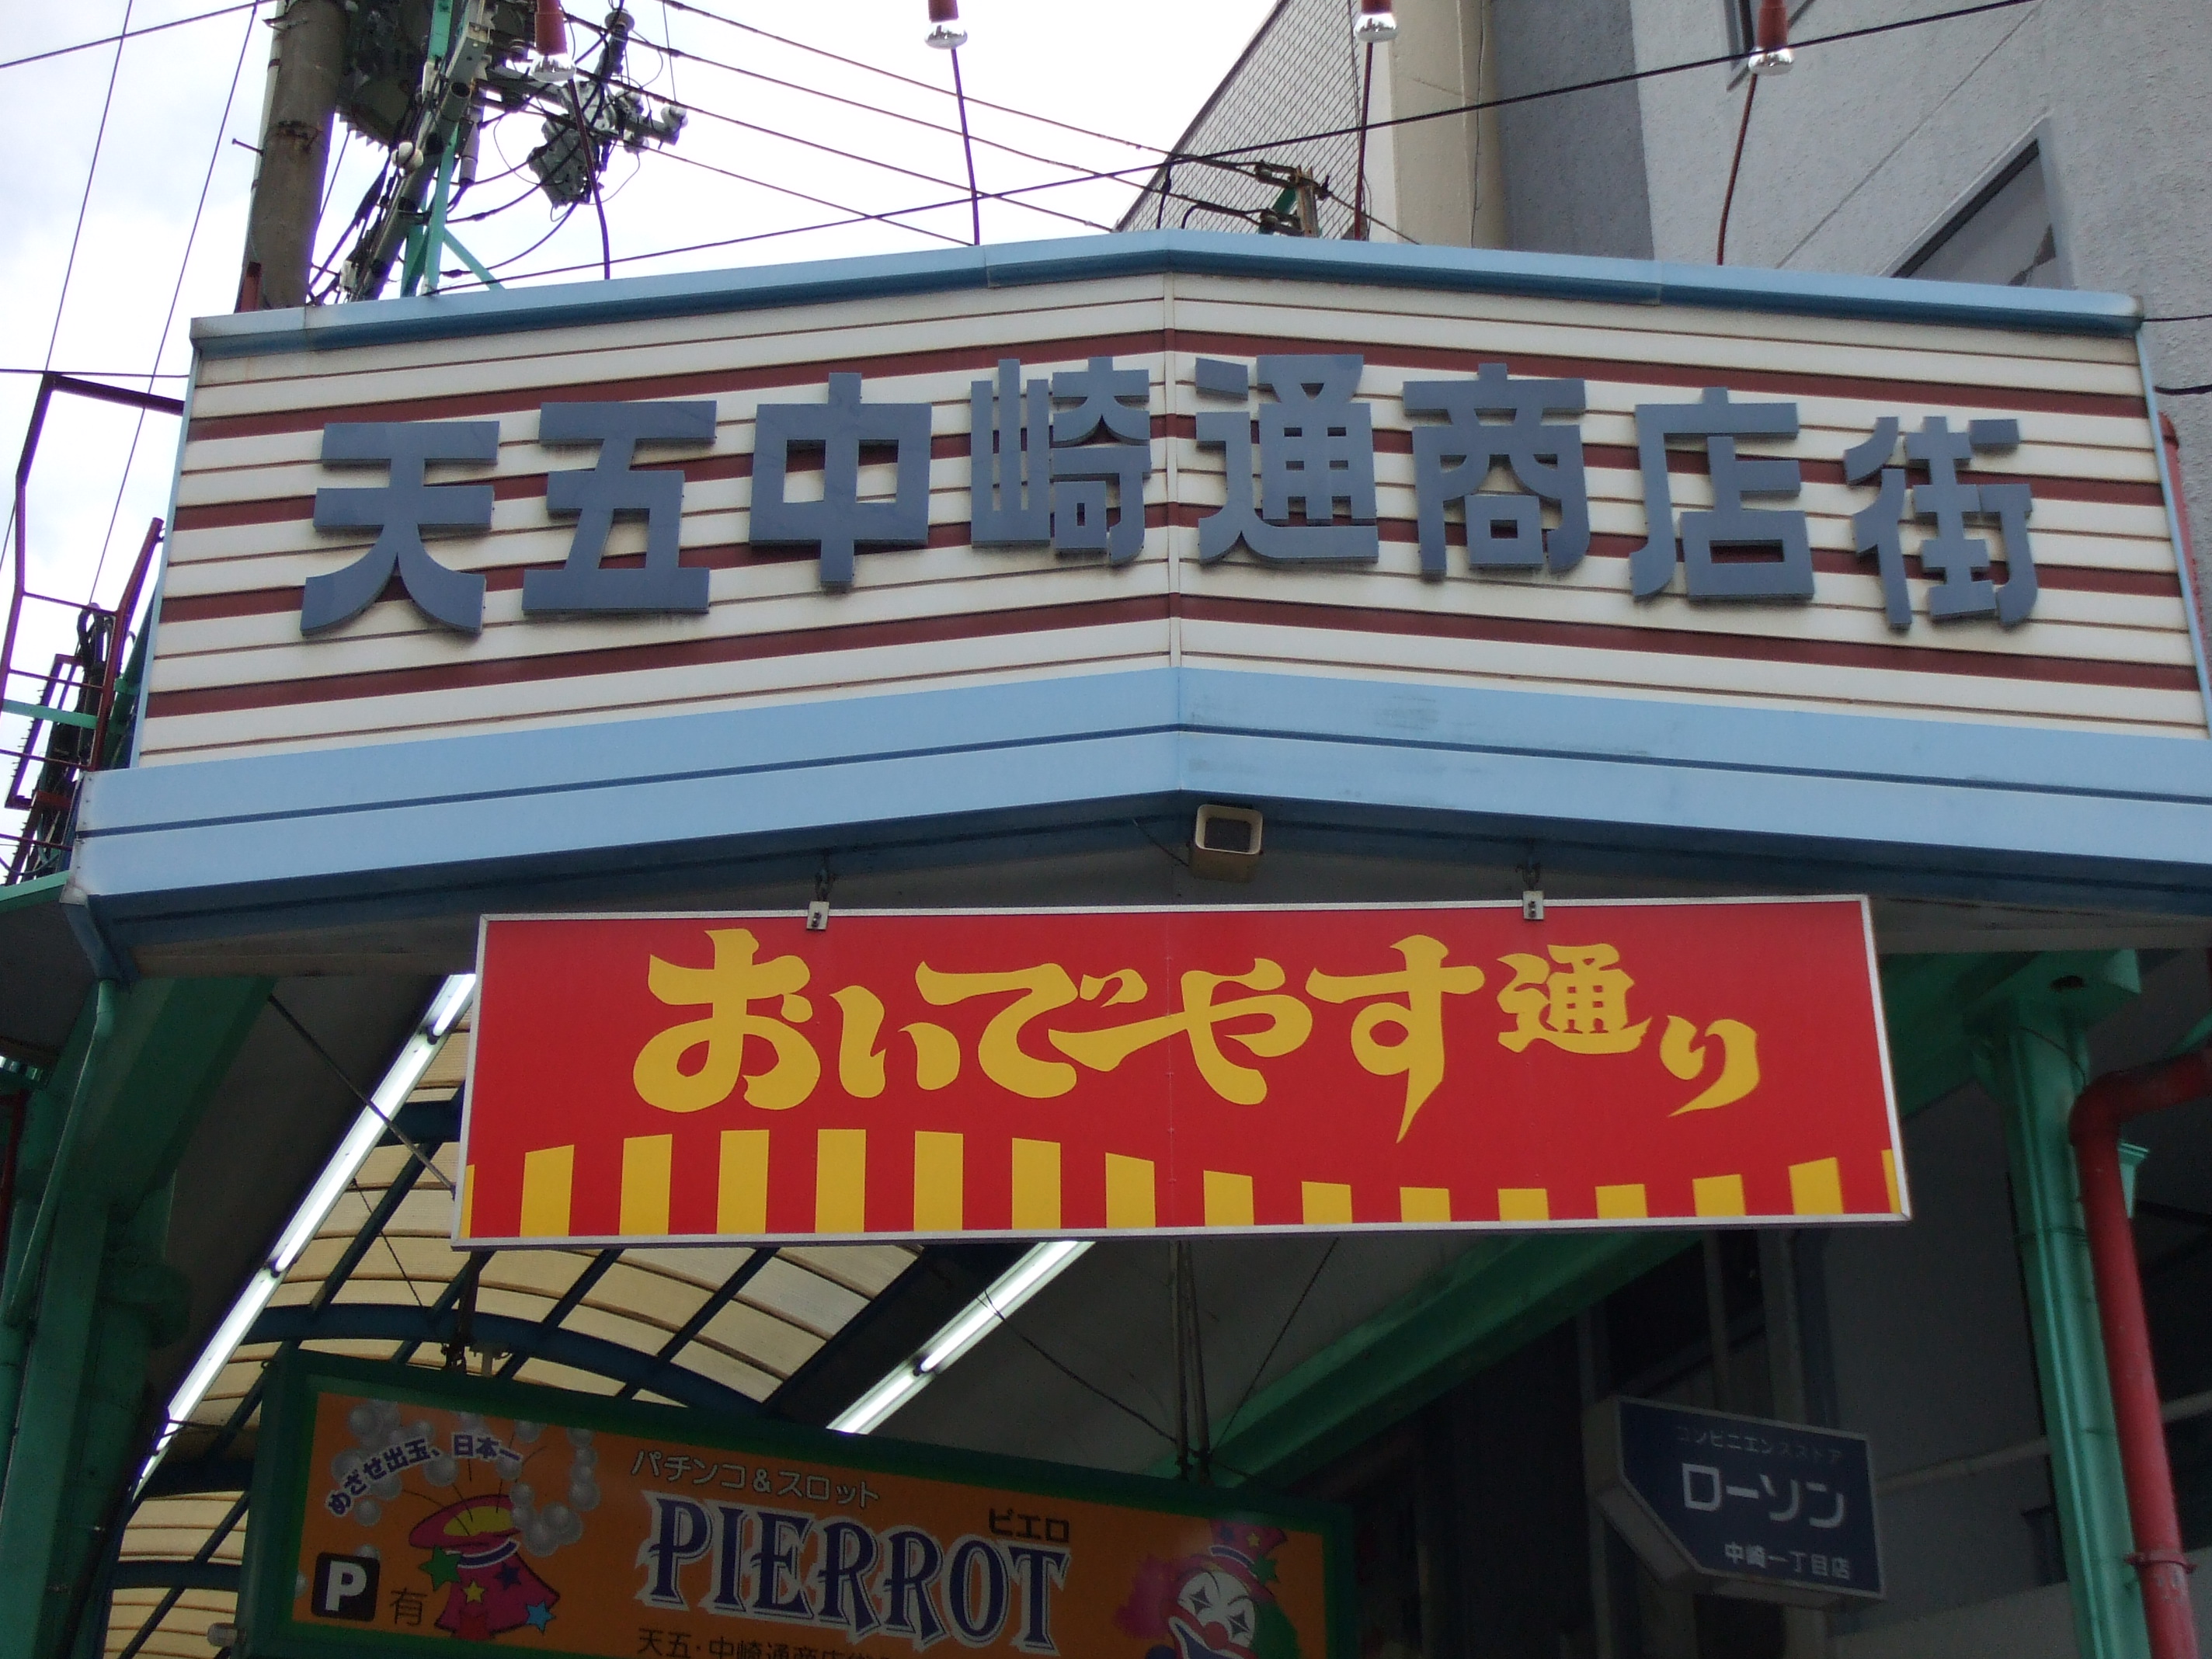 天五中崎通商店街
おいでやす通り
めざせ出玉、日本一
パチンコ&スロット
ピエロ
PIERROT
P 有
天五・中崎通商店街
コンビニエンスストア
ローソン
中崎一丁目店